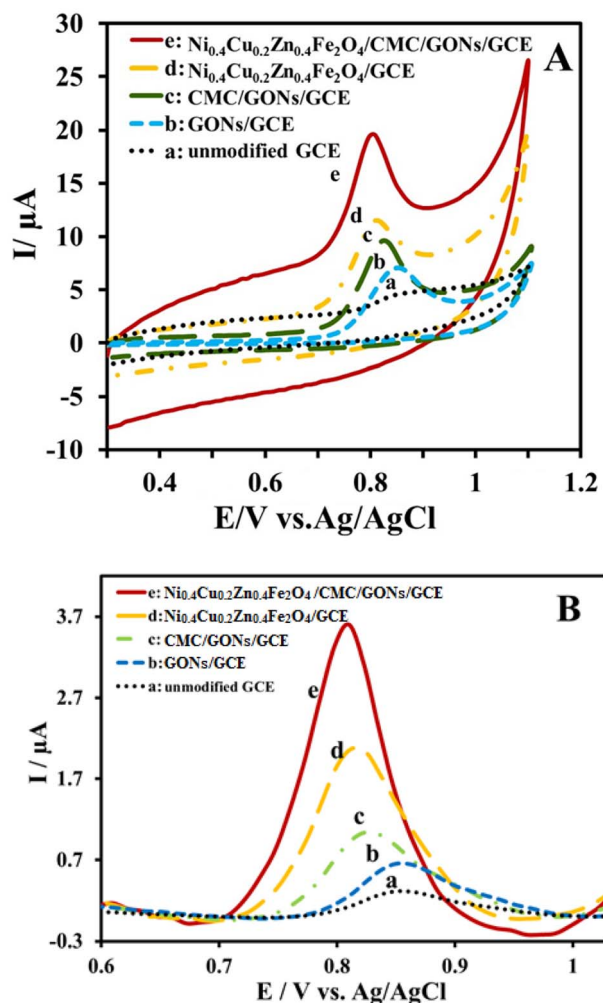 30
25
20
15
10
5
0
-5
-10
I/ µA
e: Ni₀.₄Cu₀.₂Zn₀.₄Fe₂O₄/CMC/GONs/GCE
d: Ni₀.₄Cu₀.₂Zn₀.₄Fe₂O₄/GCE
c: CMC/GONs/GCE
b: GONs/GCE
a: unmodified GCE
A
e
d
c
b
a
0.4 0.6 0.8 1 1.2
E/V vs.Ag/AgCl
3.7
2.7
1.7
0.7
-0.3
I / µA
e: Ni₀.₄Cu₀.₂Zn₀.₄Fe₂O₄ /CMC/GONs/GCE
d: Ni₀.₄Cu₀.₂Zn₀.₄Fe₂O₄/GCE
c: CMC/GONs/GCE
b: GONs/GCE
a: unmodified GCE
B
e
d
c
b
a
0.6 0.7 0.8 0.9 1
E / V vs. Ag/AgCl